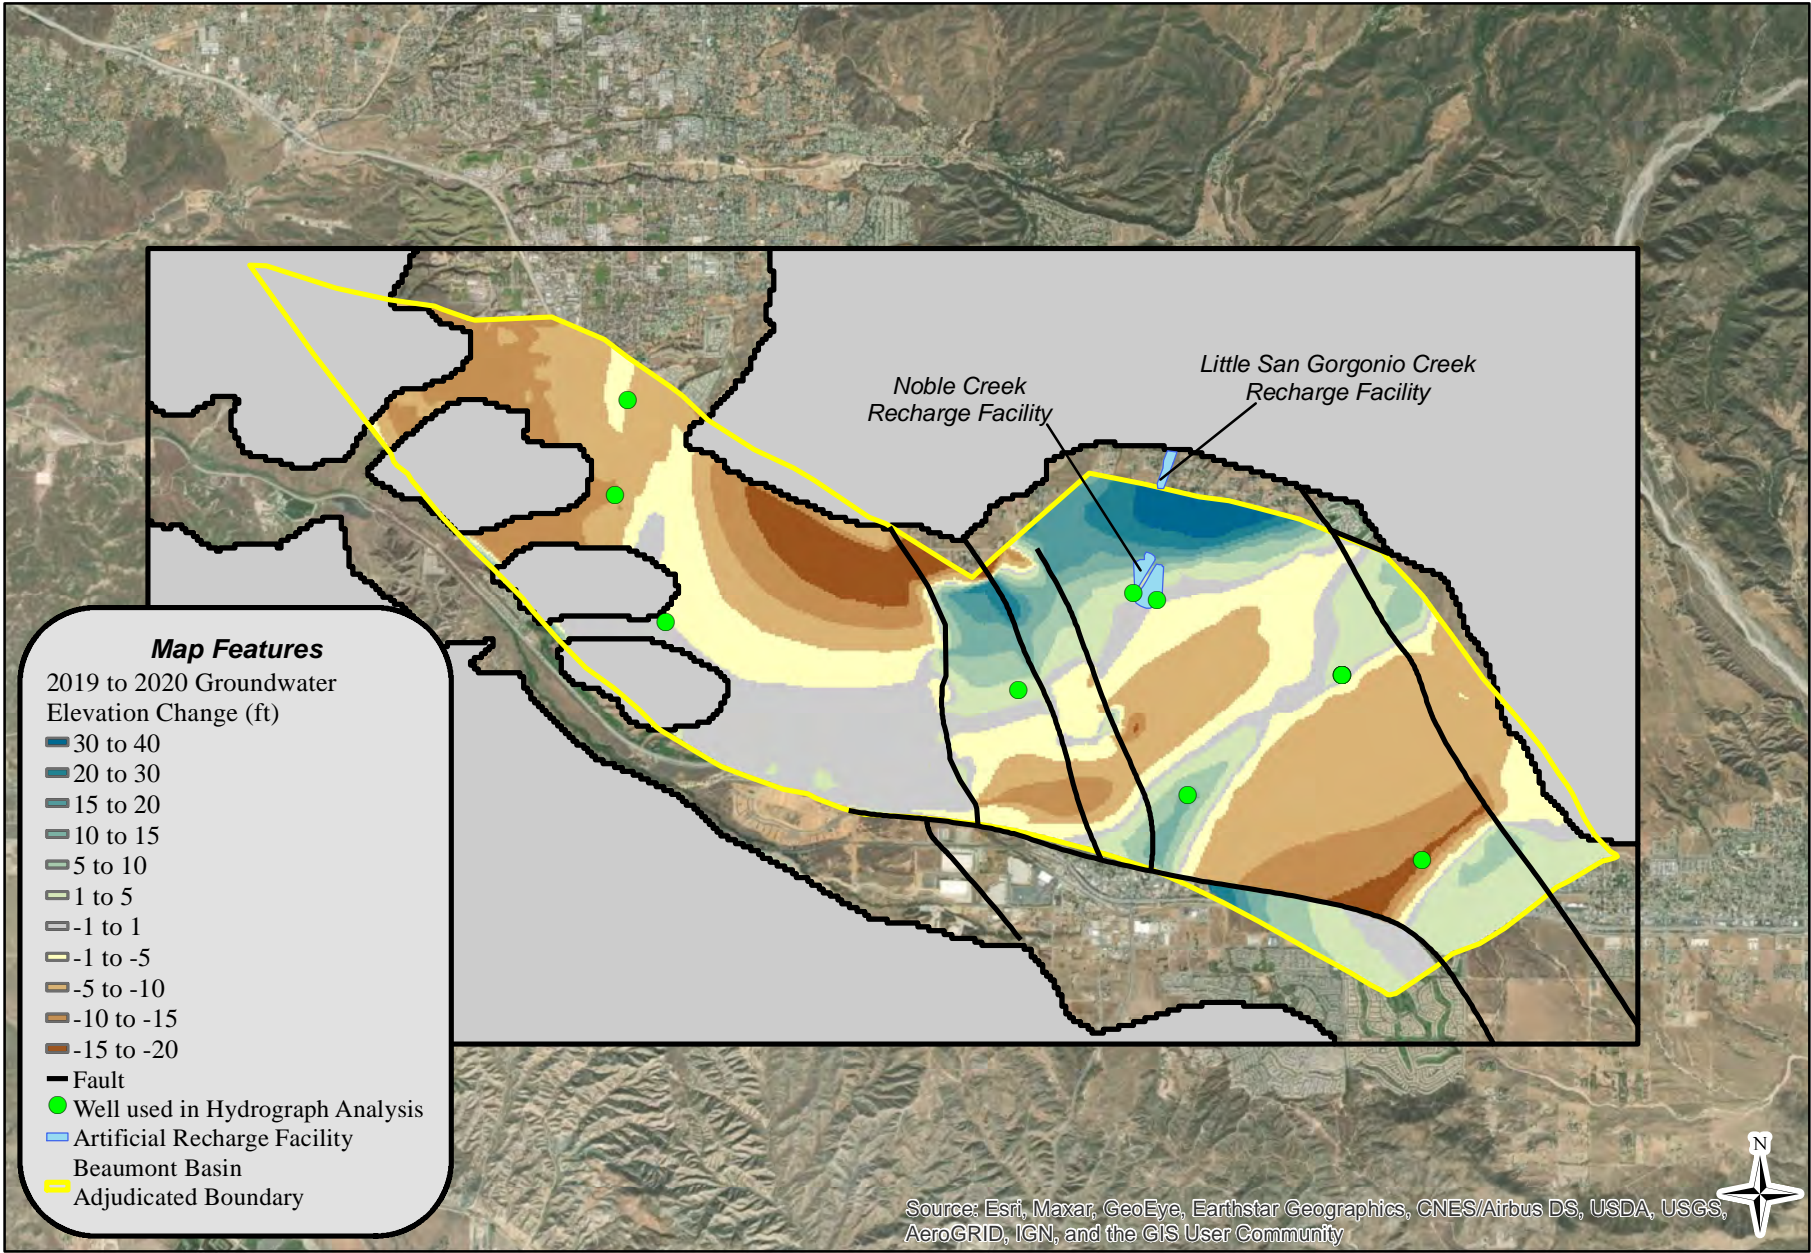 Noble Creek
Recharge Facility
Little San Gorgonio Creek
Recharge Facility
Map Features
2019 to 2020 Groundwater
Elevation Change (ft)
30 to 40
20 to 30
15 to 20
10 to 15
5 to 10
1 to 5
-1 to 1
-1 to -5
-5 to -10
-10 to -15
-15 to -20
Fault
Well used in Hydrograph Analysis
Artificial Recharge Facility
Beaumont Basin
Adjudicated Boundary
N
Source: Esri, Maxar, GeoEye, Earthstar Geographics, CNES/Airbus DS, USDA, USGS,
AeroGRID, IGN, and the GIS User Community